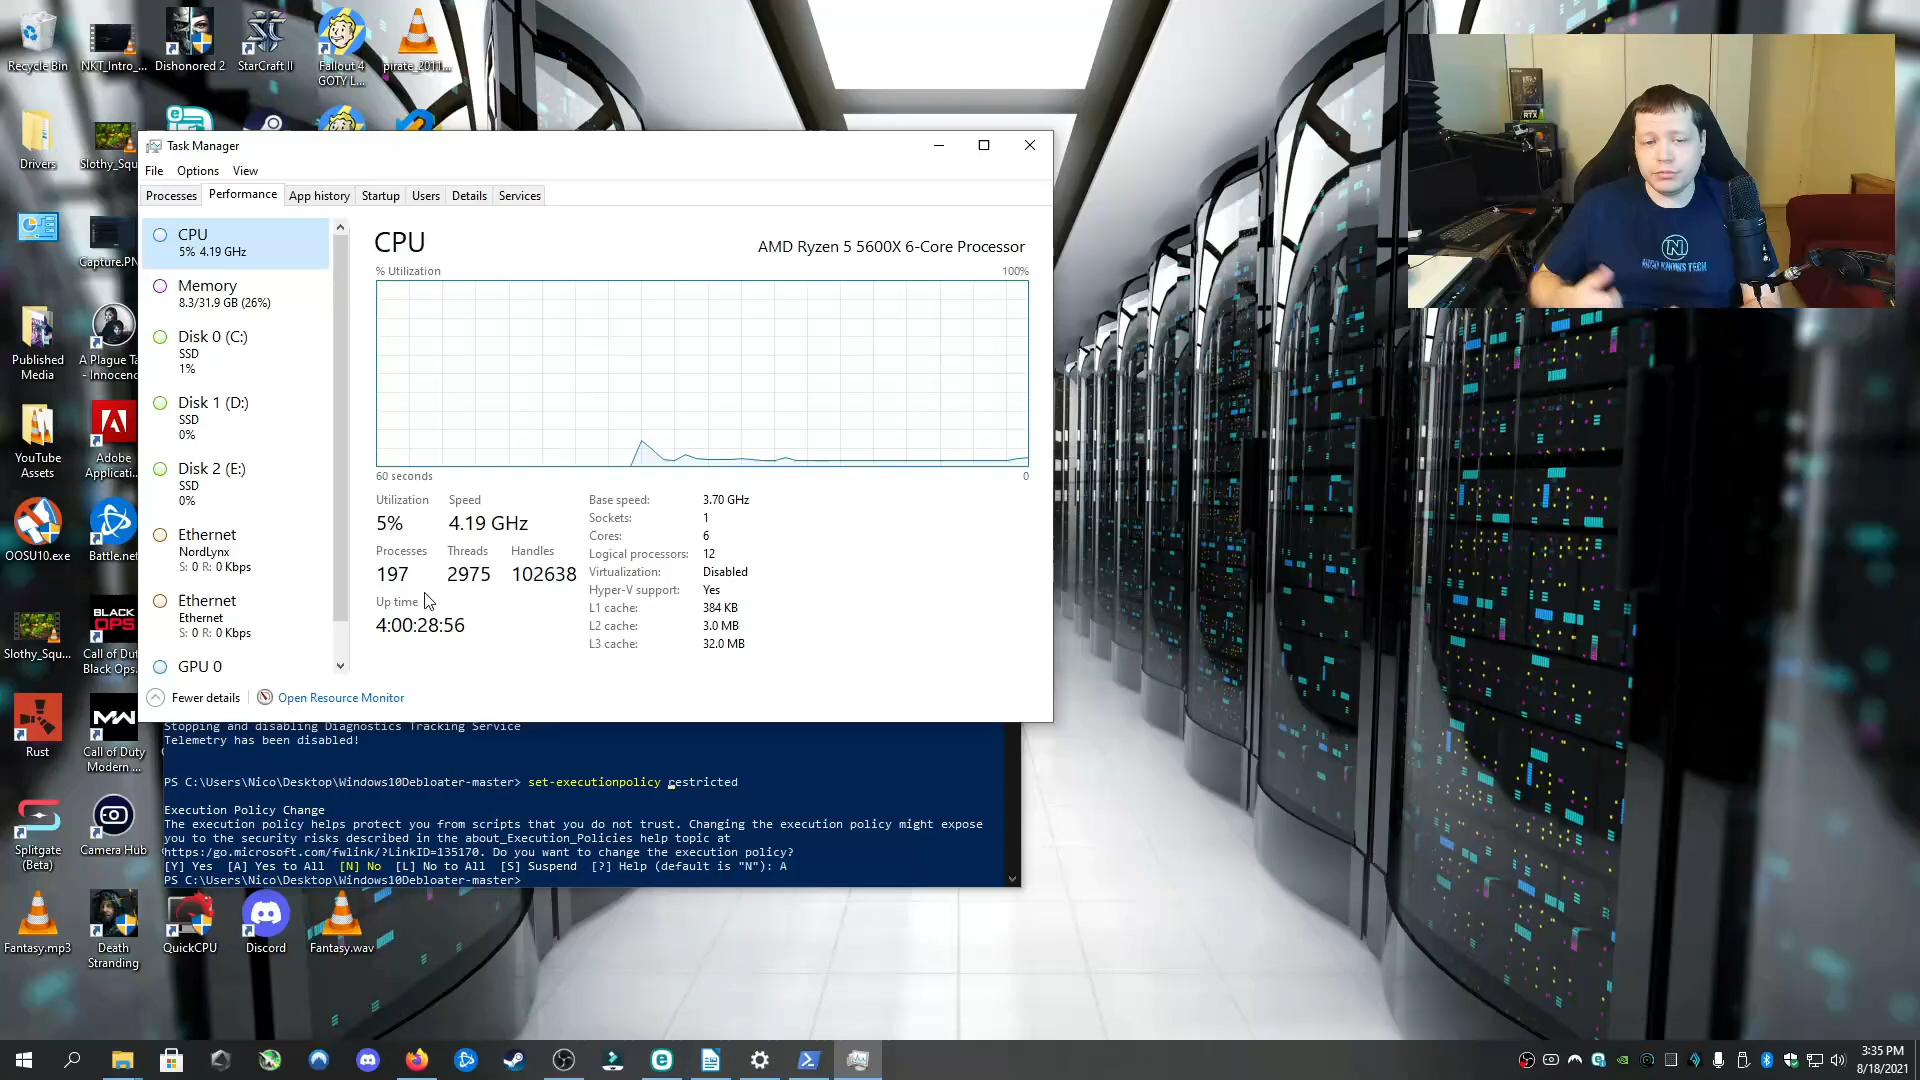 Recycle Bin
NKT_Intro_...
Dishonored 2
StarCraft II
Fallout 4
GOTY L...
pirate_2011...
Drivers
Slothy_Squ
Capture.PN
Published
Media
A Plague Ta
- Innocenc
YouTube
Assets
Adobe
Applicati..
OOSU10.exe
Battle.net
Slothy_Squ...
BLACK
OPS
Call of Dut
Black Ops.
Rust
MW
Call of Duty
Modern ...
Splitgate
(Beta)
Camera Hub
Fantasy.mp3
Death
Stranding
QuickCPU
Discord
Fantasy.wav
Task Manager
File Options View
Processes Performance App history Startup Users Details Services
CPU
5% 4.19 GHz
Memory
8.3/31.9 GB (26%)
Disk 0 (C:)
SSD
1%
Disk 1 (D:)
SSD
0%
Disk 2 (E:)
SSD
0%
Ethernet
NordLynx
S: 0 R: 0 Kbps
Ethernet
Ethernet
S: 0 R: 0 Kbps
GPU 0
CPU
AMD Ryzen 5 5600X 6-Core Processor
% Utilization 100%
60 seconds 0
Utilization Speed
5% 4.19 GHz
Processes Threads Handles
197 2975 102638
Up time
4:00:28:56
Base speed: 3.70 GHz
Sockets: 1
Cores: 6
Logical processors: 12
Virtualization: Disabled
Hyper-V support: Yes
L1 cache: 384 KB
L2 cache: 3.0 MB
L3 cache: 32.0 MB
Fewer details Open Resource Monitor
Stopping and disabling Diagnostics Tracking Service
Telemetry has been disabled!
PS C:\Users\Nico\Desktop\Windows10Debloater-master> set-executionpolicy restricted
Execution Policy Change
The execution policy helps protect you from scripts that you do not trust. Changing the execution policy might expose
you to the security risks described in the about_Execution_Policies help topic at
https:/go.microsoft.com/fwlink/?LinkID=135170. Do you want to change the execution policy?
[Y] Yes [A] Yes to All [N] No [L] No to All [S] Suspend [?] Help (default is "N"): A
PS C:\Users\Nico\Desktop\Windows10Debloater-master>
RTX
N
NICO KNOWS TECH
3:35 PM
8/18/2021